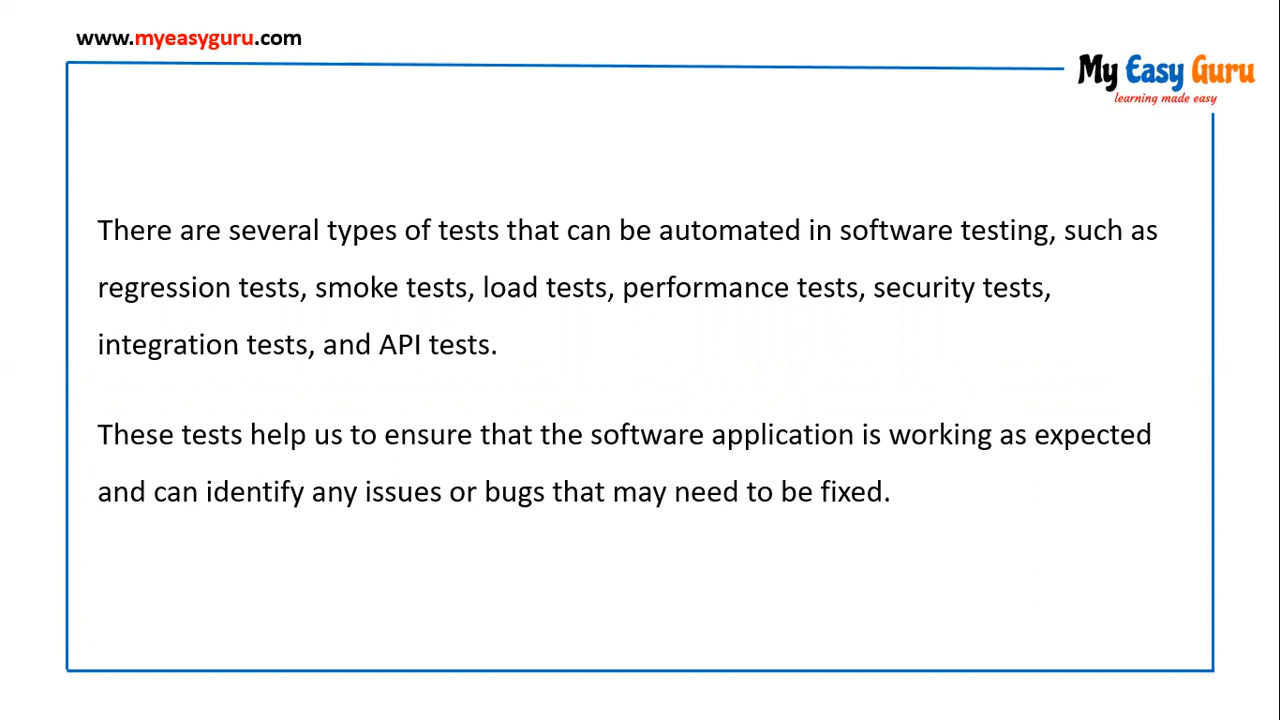 www.myeasyguru.com
My Easy Guru
learning made easy
There are several types of tests that can be automated in software testing, such as
regression tests, smoke tests, load tests, performance tests, security tests,
integration tests, and API tests.
These tests help us to ensure that the software application is working as expected
and can identify any issues or bugs that may need to be fixed.